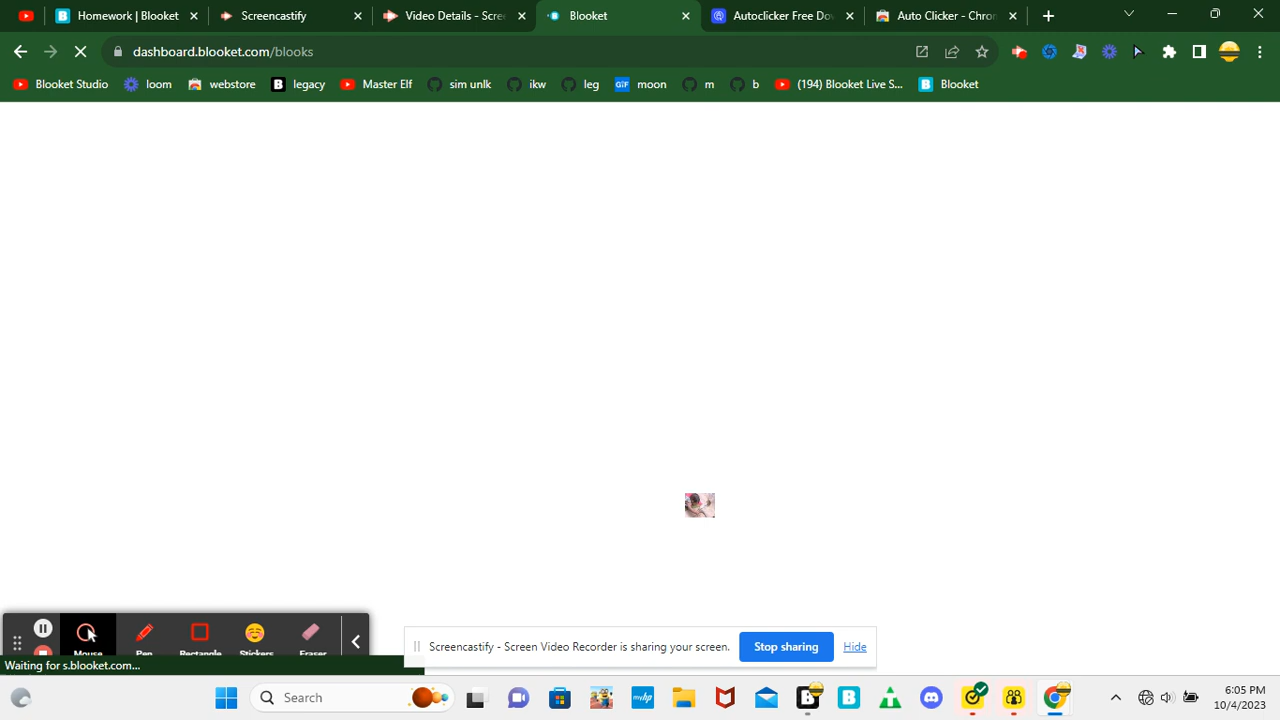 Homework | Blooket
Screencastify
Video Details - Scre
Blooket
Autoclicker Free Do
Auto Clicker - Chro
dashboard.blooket.com/blooks
Blooket Studio
loom
webstore
legacy
Master Elf
sim unlk
ikw
leg
GIF
moon
m
b
(194) Blooket Live S...
Blooket
Mouse
Pen
Rectangle
Stickers
Eraser
Screencastify - Screen Video Recorder is sharing your screen.
Stop sharing
Hide
Waiting for s.blooket.com...
Search
6:05 PM
10/4/2023